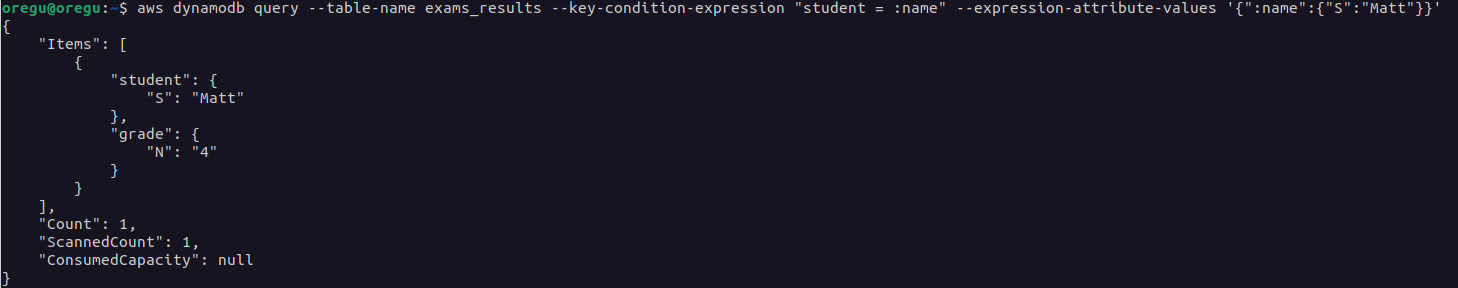 oregu@oregu:~$ aws dynamodb query --table-name exams_results --key-condition-expression "student = :name" --expression-attribute-values '{":name":{"S":"Matt"}}'
{
    "Items": [
        {
            "student": {
                "S": "Matt"
            },
            "grade": {
                "N": "4"
            }
        }
    ],
    "Count": 1,
    "ScannedCount": 1,
    "ConsumedCapacity": null
}